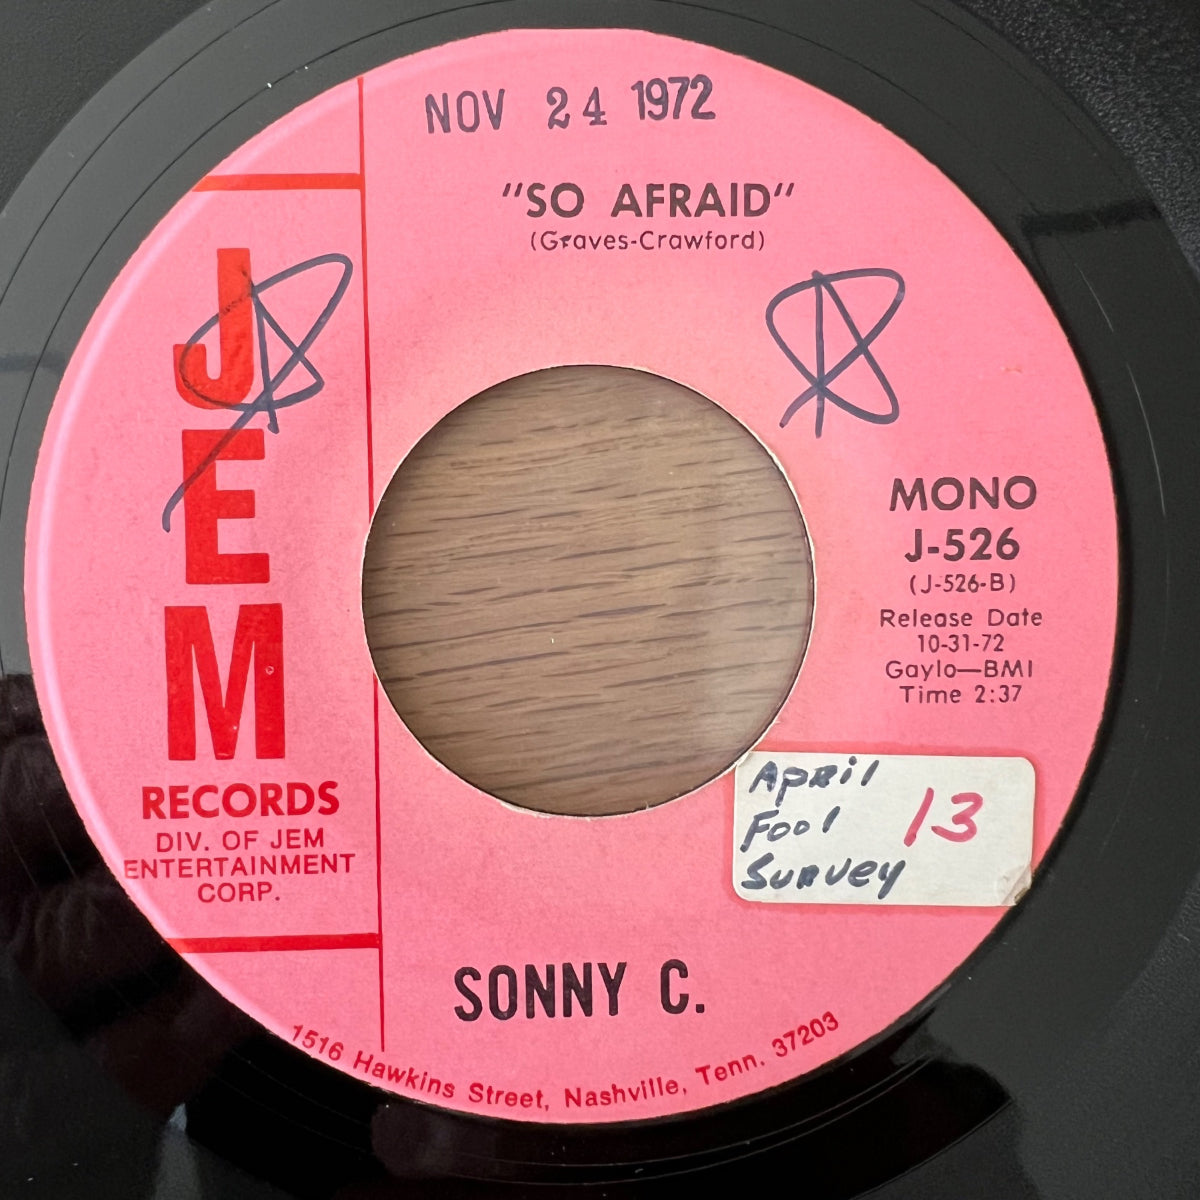 NOV 24 1972
"SO AFRAID"
(Graves-Crawford)
JEM
RECORDS
DIV. OF JEM
ENTERTAINMENT
CORP.
MONO
J-526
(J-526-B)
Release Date
10-31-72
Gaylo—BMI
Time 2:37
April
Fool 13
Survey
SONNY C.
1516 Hawkins Street, Nashville, Tenn. 37203